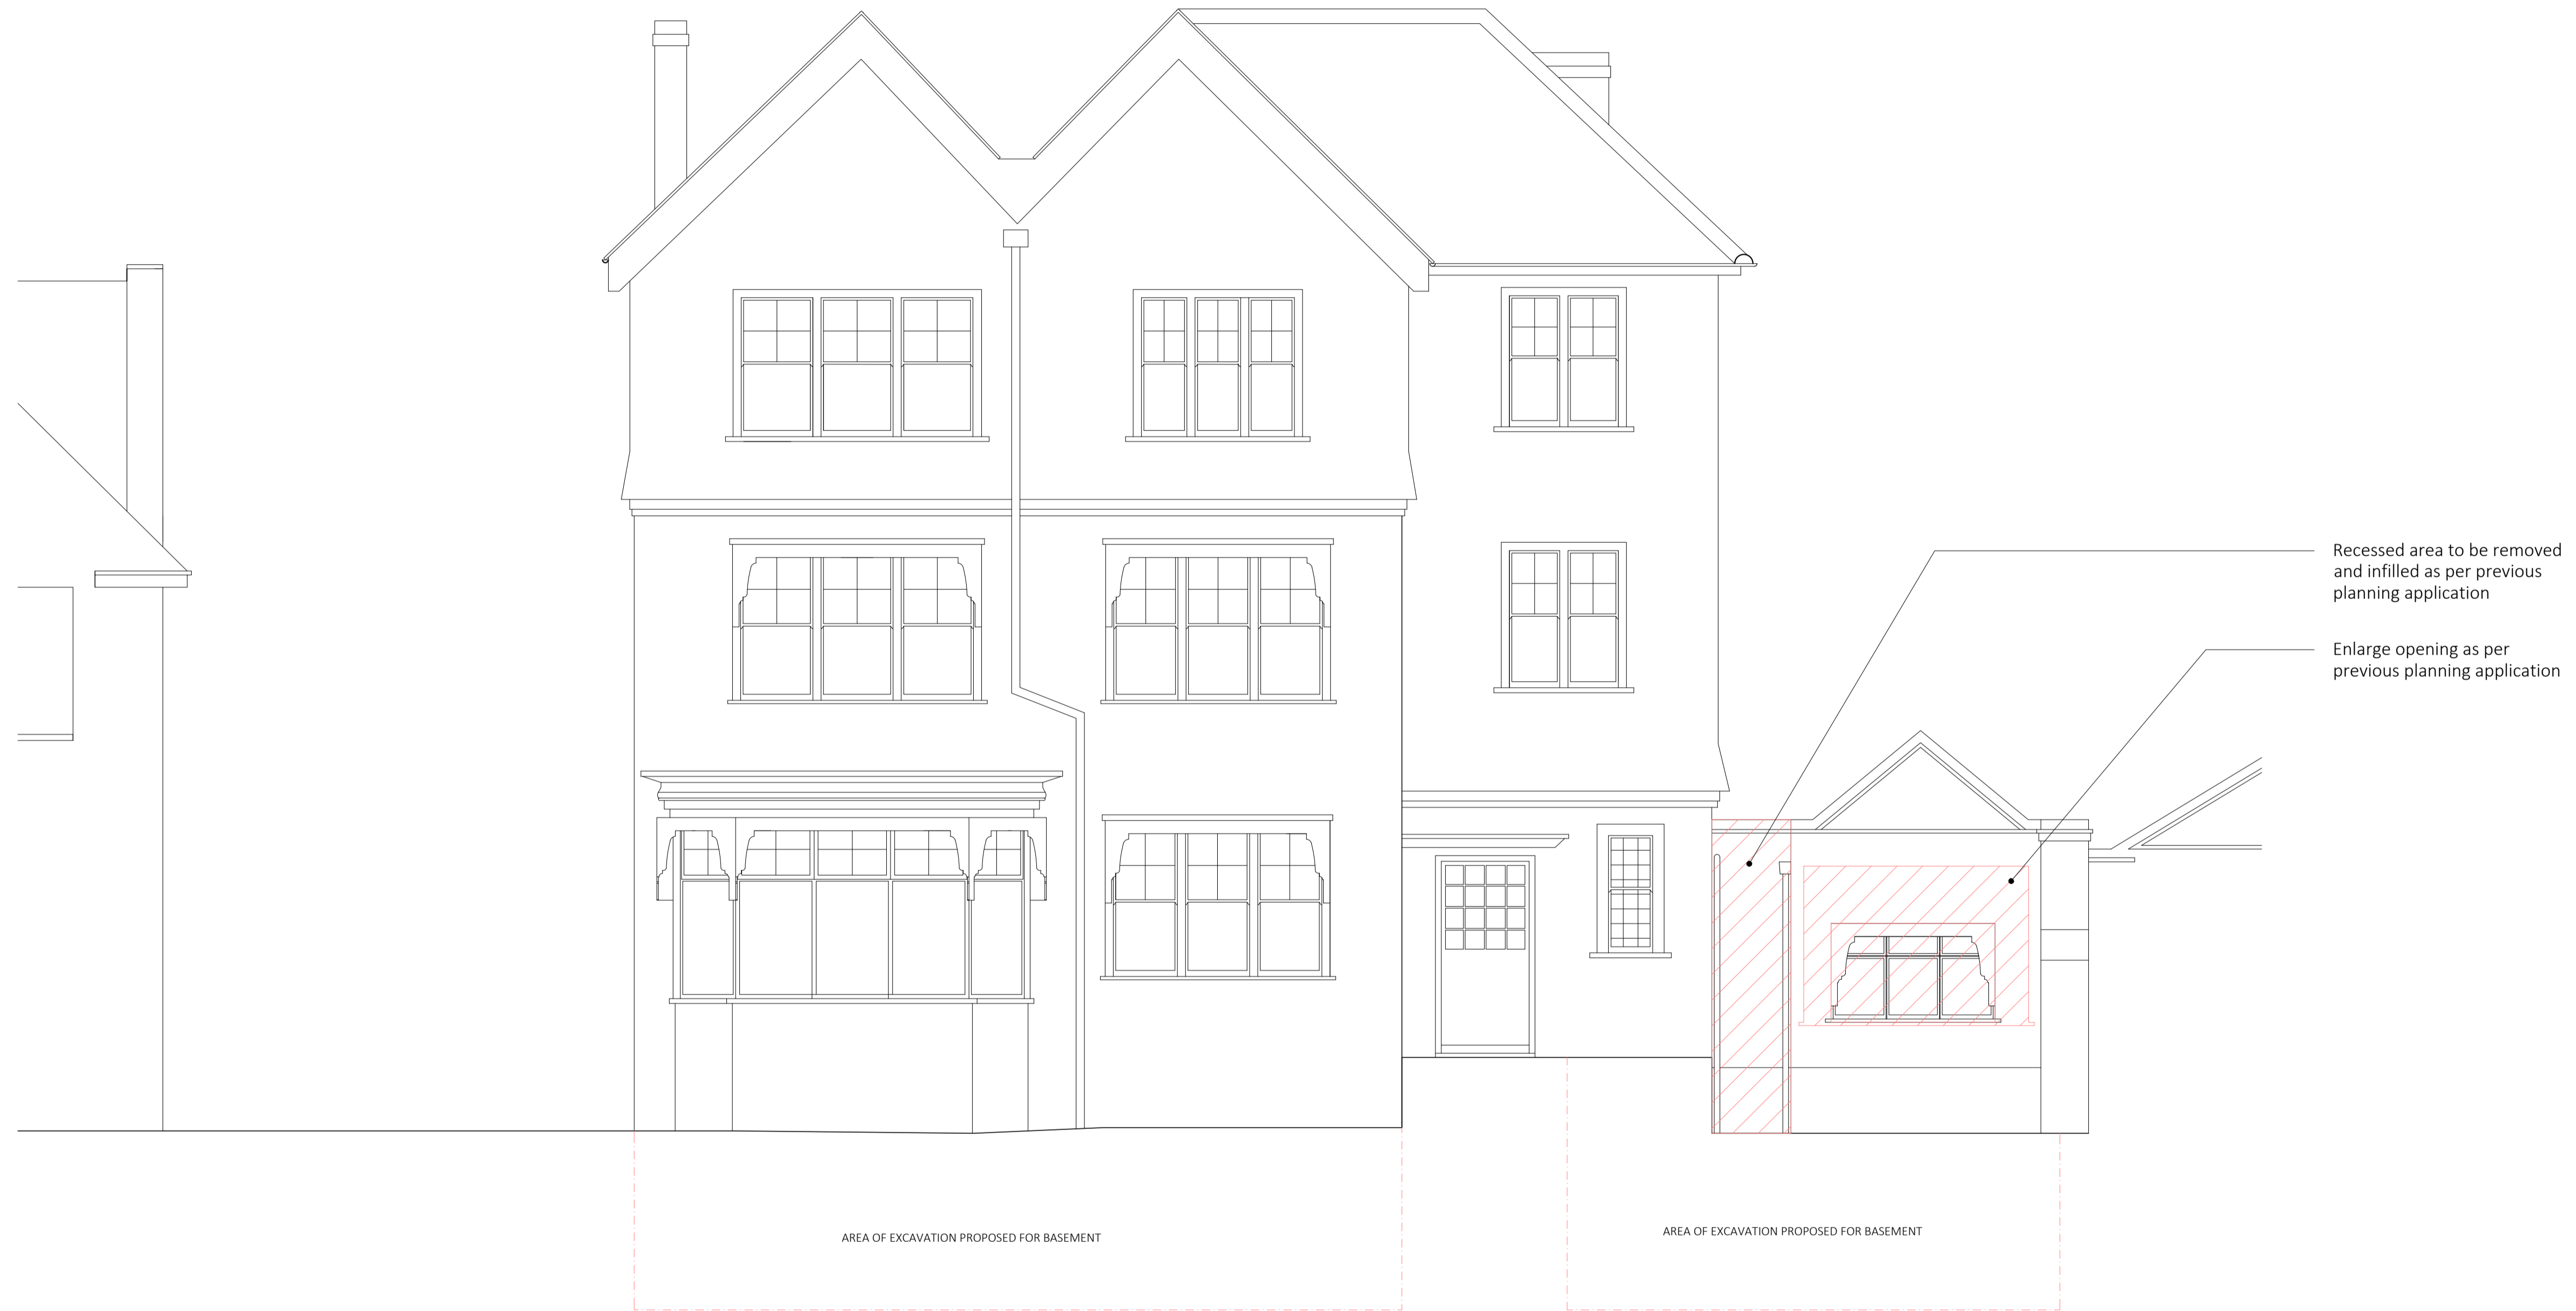 Recessed area to be removed
and infilled as per previous
planning application
Enlarge opening as per
previous planning application
AREA OF EXCAVATION PROPOSED FOR BASEMENT
AREA OF EXCAVATION PROPOSED FOR BASEMENT